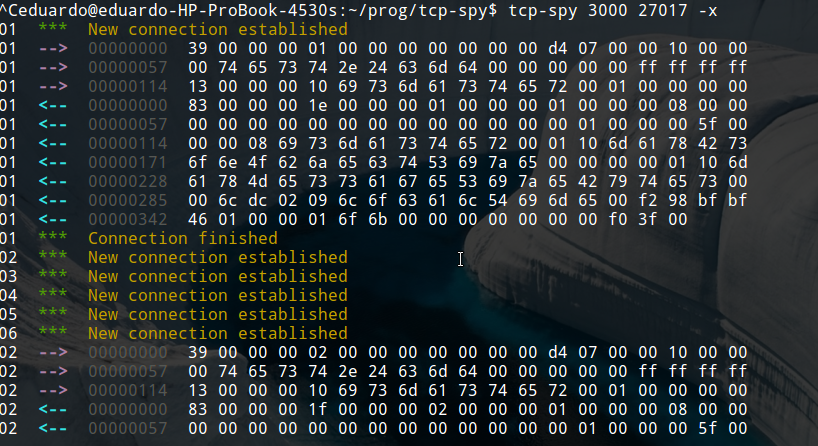 ^Ceduardo@eduardo-HP-ProBook-4530s:~/prog/tcp-spy$ tcp-spy 3000 27017 -x
01 *** New connection established
01 --> 00000000 39 00 00 00 01 00 00 00 00 00 00 00 d4 07 00 00 10 00 00
01 --> 00000057 00 74 65 73 74 2e 24 63 6d 64 00 00 00 00 00 ff ff ff ff
01 --> 00000114 13 00 00 00 10 69 73 6d 61 73 74 65 72 00 01 00 00 00 00
01 <-- 00000000 83 00 00 00 1e 00 00 00 01 00 00 00 01 00 00 00 08 00 00
01 <-- 00000057 00 00 00 00 00 00 00 00 00 00 00 00 00 01 00 00 00 5f 00
01 <-- 00000114 00 00 08 69 73 6d 61 73 74 65 72 00 01 10 6d 61 78 42 73
01 <-- 00000171 6f 6e 4f 62 6a 65 63 74 53 69 7a 65 00 00 00 00 01 10 6d
01 <-- 00000228 61 78 4d 65 73 73 61 67 65 53 69 7a 65 42 79 74 65 73 00
01 <-- 00000285 00 6c dc 02 09 6c 6f 63 61 6c 54 69 6d 65 00 f2 98 bf bf
01 <-- 00000342 46 01 00 00 01 6f 6b 00 00 00 00 00 00 00 f0 3f 00
01 *** Connection finished
02 *** New connection established
03 *** New connection established
04 *** New connection established
05 *** New connection established
06 *** New connection established
02 --> 00000000 39 00 00 00 02 00 00 00 00 00 00 00 d4 07 00 00 10 00 00
02 --> 00000057 00 74 65 73 74 2e 24 63 6d 64 00 00 00 00 00 ff ff ff ff
02 --> 00000114 13 00 00 00 10 69 73 6d 61 73 74 65 72 00 01 00 00 00 00
02 <-- 00000000 83 00 00 00 1f 00 00 00 02 00 00 00 01 00 00 00 08 00 00
02 <-- 00000057 00 00 00 00 00 00 00 00 00 00 00 00 00 01 00 00 00 5f 00